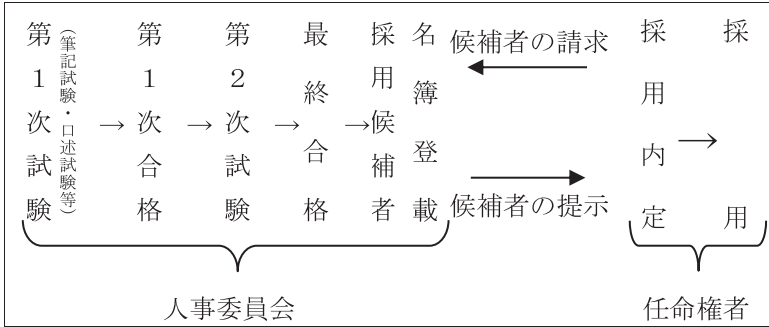 第1次試験
(筆記試験・口述試験等)
→
第1次合格
→
第2次試験
→
最終合格
→
採用候補者
名簿登載
候補者の請求
候補者の提示
採用内定
→
採用
人事委員会
任命権者